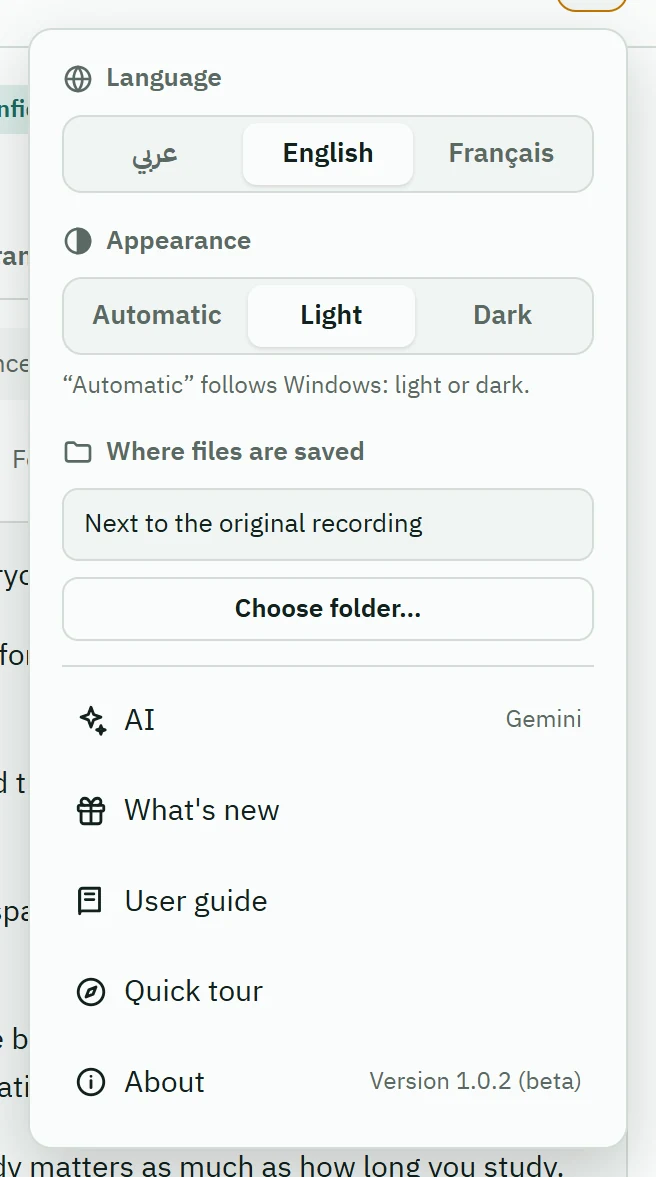 Language
عربي English Français
Appearance
Automatic Light Dark
“Automatic” follows Windows: light or dark.
Where files are saved
Next to the original recording
Choose folder...
AI Gemini
What's new
User guide
Quick tour
About Version 1.0.2 (beta)
matters as much as how long you study.